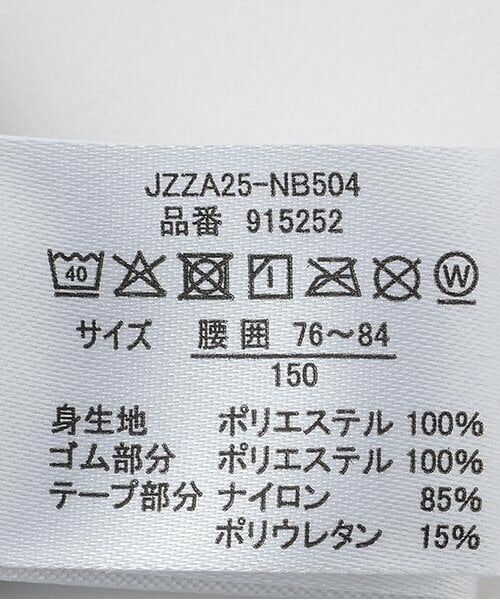 JZZA25-NB504
品番 915252
40 W
サイズ 腰囲 76～84
150
身生地 ポリエステル 100%
ゴム部分 ポリエステル 100%
テープ部分 ナイロン 85%
ポリウレタン 15%